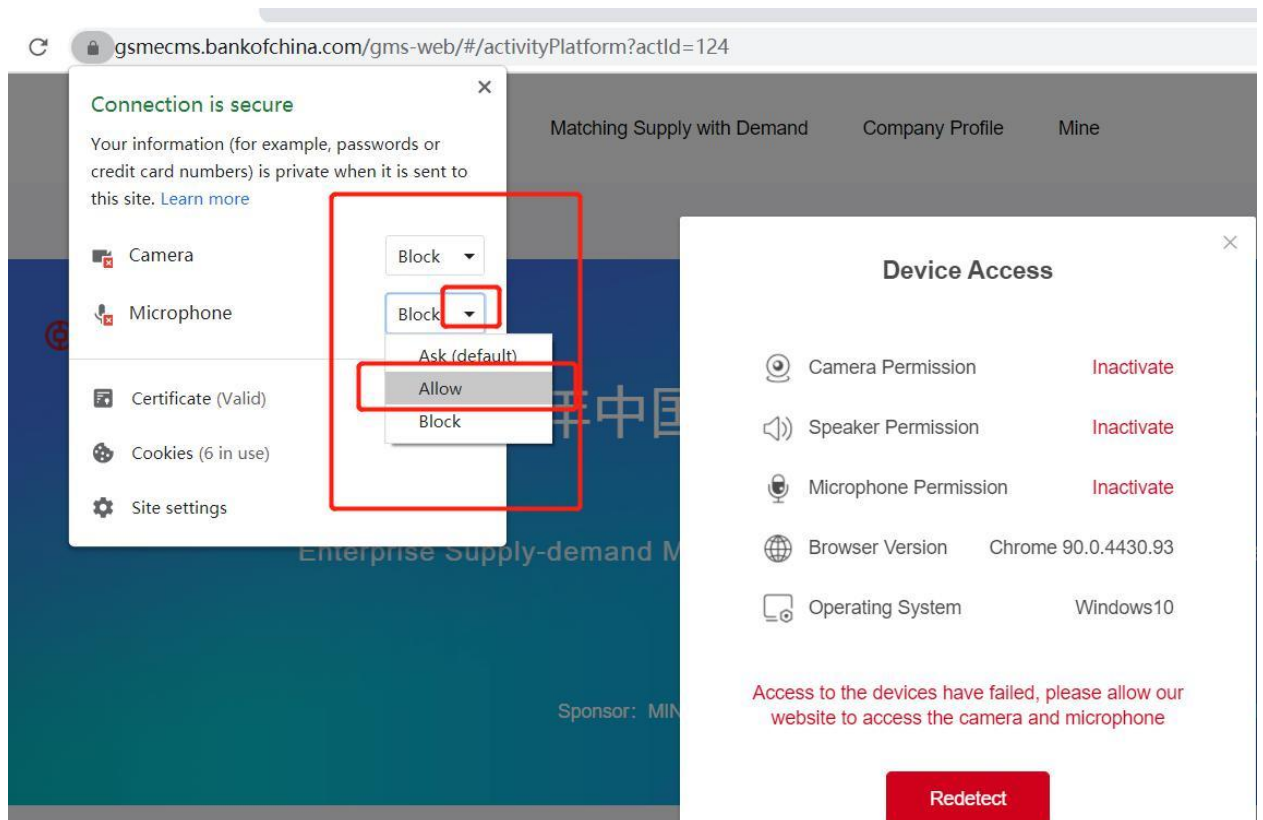 gsmecms.bankofchina.com/gms-web/#/activityPlatform?actId=124
Connection is secure
Your information (for example, passwords or
credit card numbers) is private when it is sent to
this site. Learn more
Camera
Block
Microphone
Block
Ask (default)
Allow
Block
Certificate (Valid)
Cookies (6 in use)
Site settings
Matching Supply with Demand
Company Profile
Mine
年中国
Enterprise Supply-demand M
Sponsor: MIN
Device Access
Camera Permission
Inactivate
Speaker Permission
Inactivate
Microphone Permission
Inactivate
Browser Version
Chrome 90.0.4430.93
Operating System
Windows10
Access to the devices have failed, please allow our
website to access the camera and microphone
Redetect